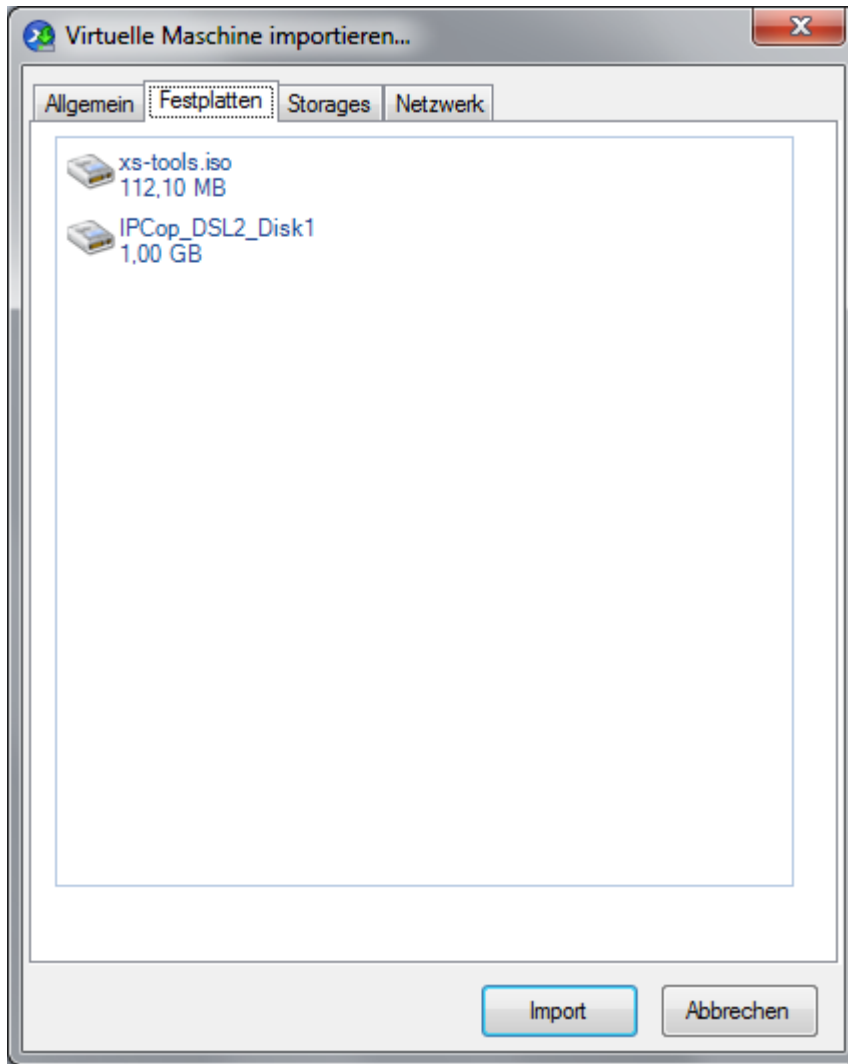 Virtuelle Maschine importieren...
Allgemein Festplatten Storages Netzwerk
xs-tools.iso
112,10 MB
IPCop_DSL2_Disk1
1,00 GB
Import Abbrechen